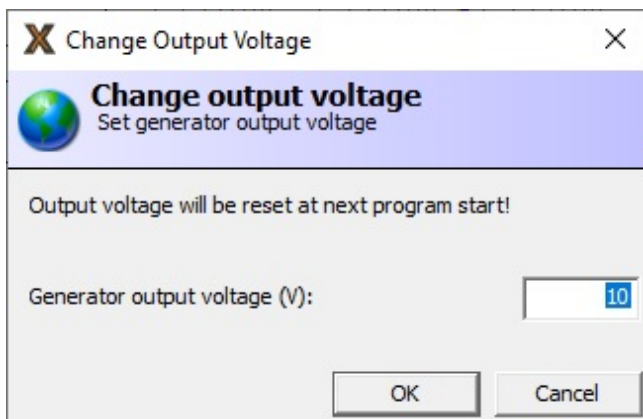 Change Output Voltage
Change output voltage
Set generator output voltage
Output voltage will be reset at next program start!
Generator output voltage (V): 10
OK Cancel